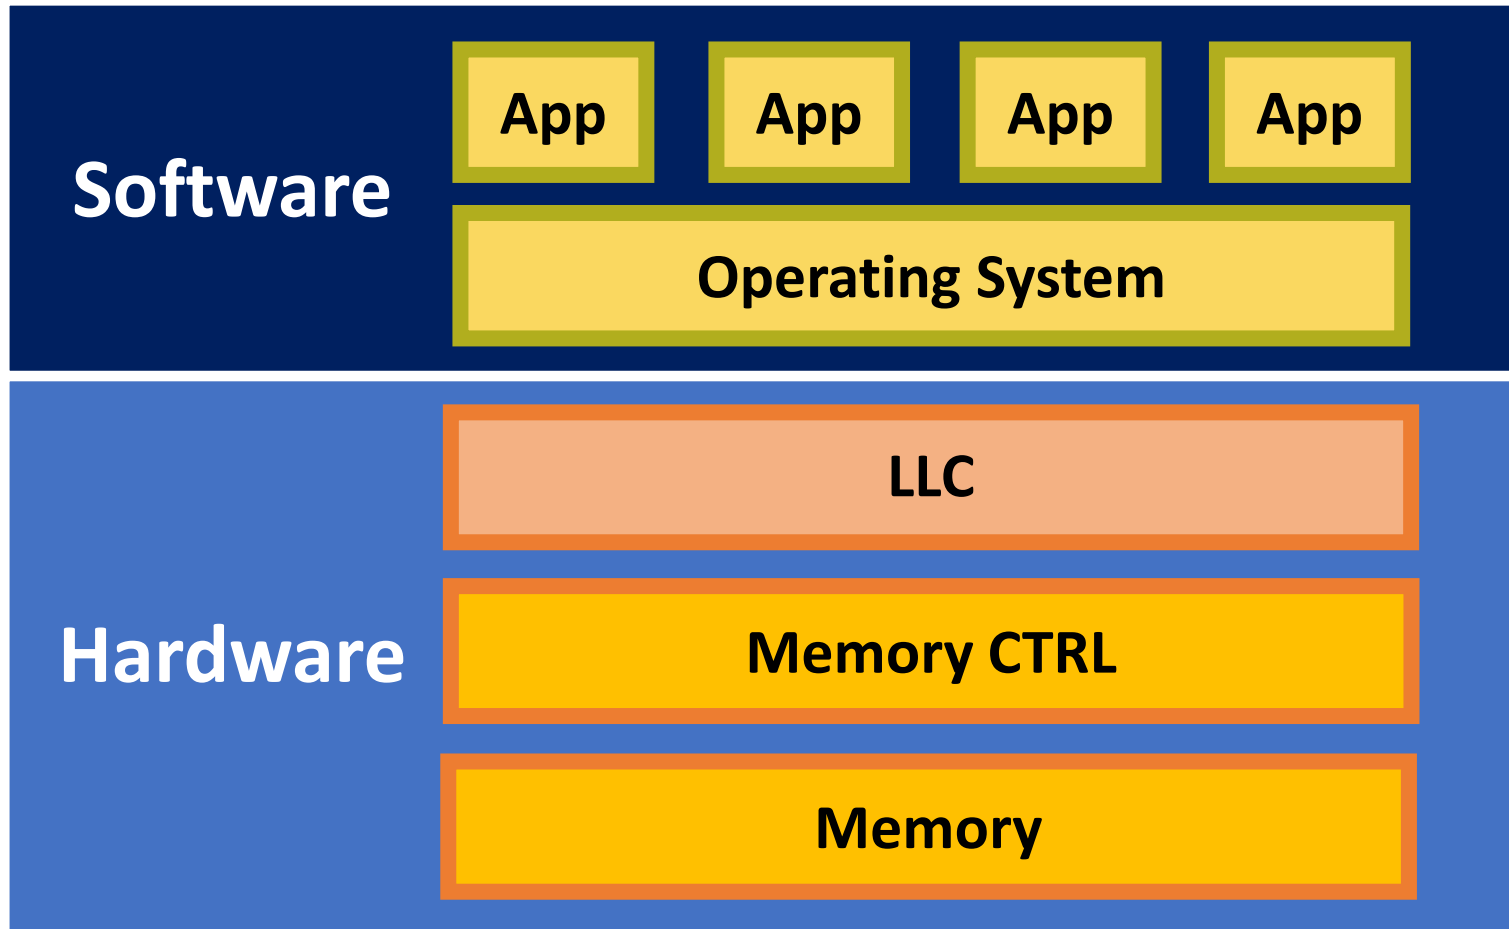 Software
App
App
App
App
Operating System
Hardware
LLC
Memory CTRL
Memory